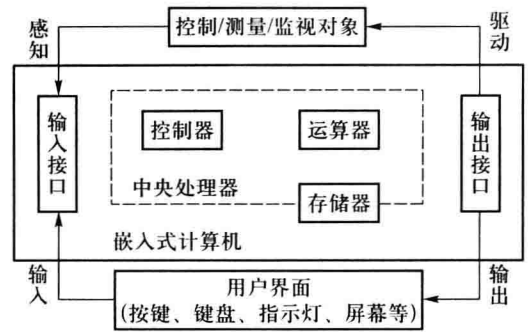 感知
控制/测量/监视对象
驱动
输入接口
控制器
运算器
输出接口
中央处理器
存储器
嵌入式计算机
输入
用户界面
(按键、键盘、指示灯、屏幕等)
输出